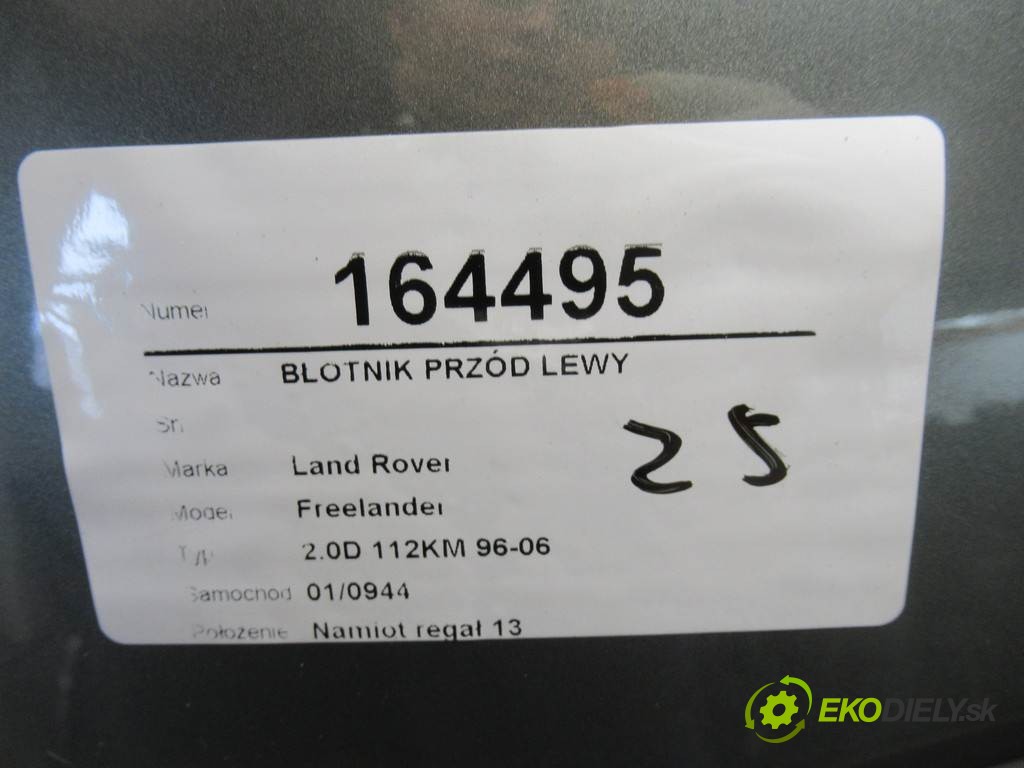 Numer 164495
Nazwa BŁOTNIK PRZÓD LEWY
Sn
Marka Land Rover
25
Model Freelander
Typ 2.0D 112KM 96-06
Samochod 01/0944
Położenie Namiot regał 13
EKODIELY.sk